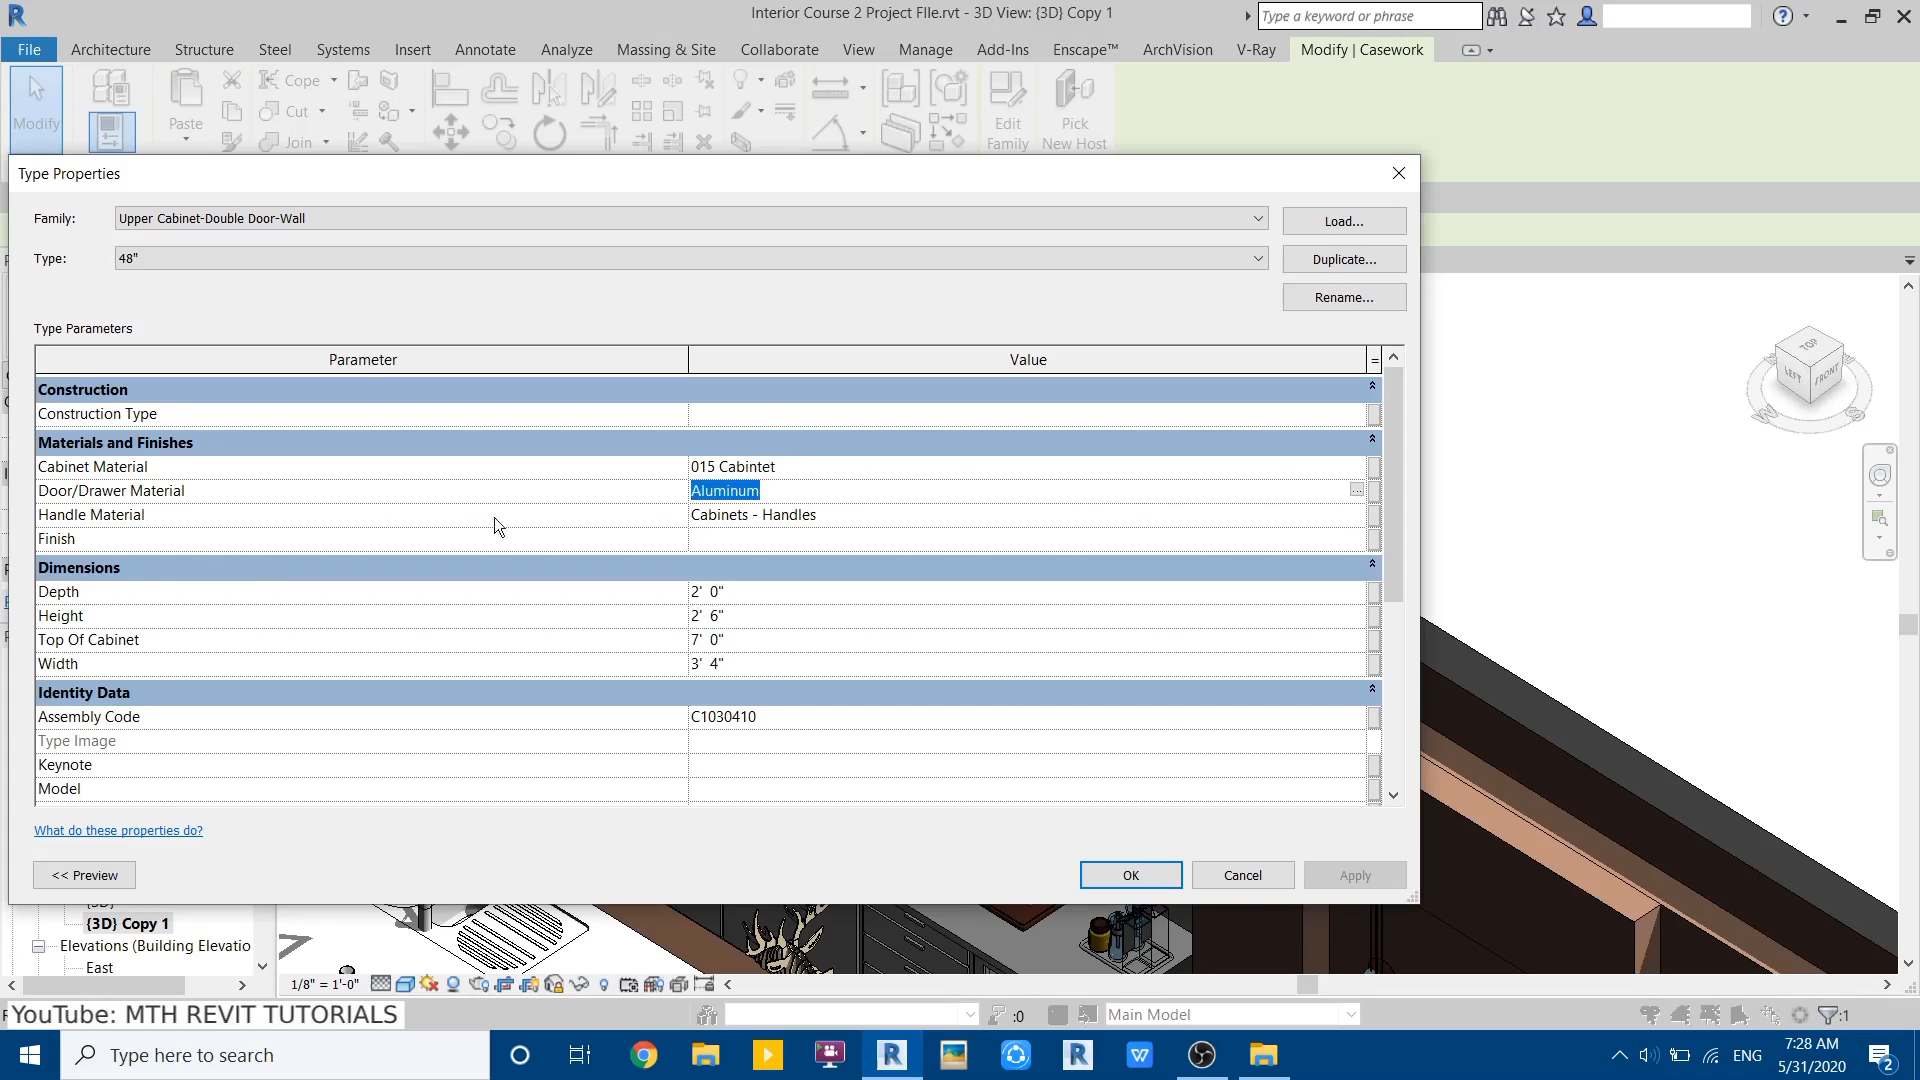 Interior Course 2 Project FIle.rvt - 3D View: {3D} Copy 1
Type a keyword or phrase
File
Architecture
Structure
Steel
Systems
Insert
Annotate
Analyze
Massing & Site
Collaborate
View
Manage
Add-Ins
Enscape™
ArchVision
V-Ray
Modify | Casework
Modify
Paste
Cope
Cut
Join
Edit
Family
Pick
New Host
Type Properties
Family:
Upper Cabinet-Double Door-Wall
Load...
Type:
48"
Duplicate...
Rename...
Type Parameters
Parameter
Value
=
Construction
Construction Type
Materials and Finishes
Cabinet Material
015 Cabintet
Door/Drawer Material
Aluminum
Handle Material
Cabinets - Handles
Finish
Dimensions
Depth
2'  0"
Height
2'  6"
Top Of Cabinet
7'  0"
Width
3'  4"
Identity Data
Assembly Code
C1030410
Type Image
Keynote
Model
What do these properties do?
<< Preview
OK
Cancel
Apply
TOP
LEFT
FRONT
W
S
{3D} Copy 1
Elevations (Building Elevatio
East
1/8" = 1'-0"
YouTube: MTH REVIT TUTORIALS
:0
Main Model
:1
Type here to search
ENG
7:28 AM
5/31/2020
2